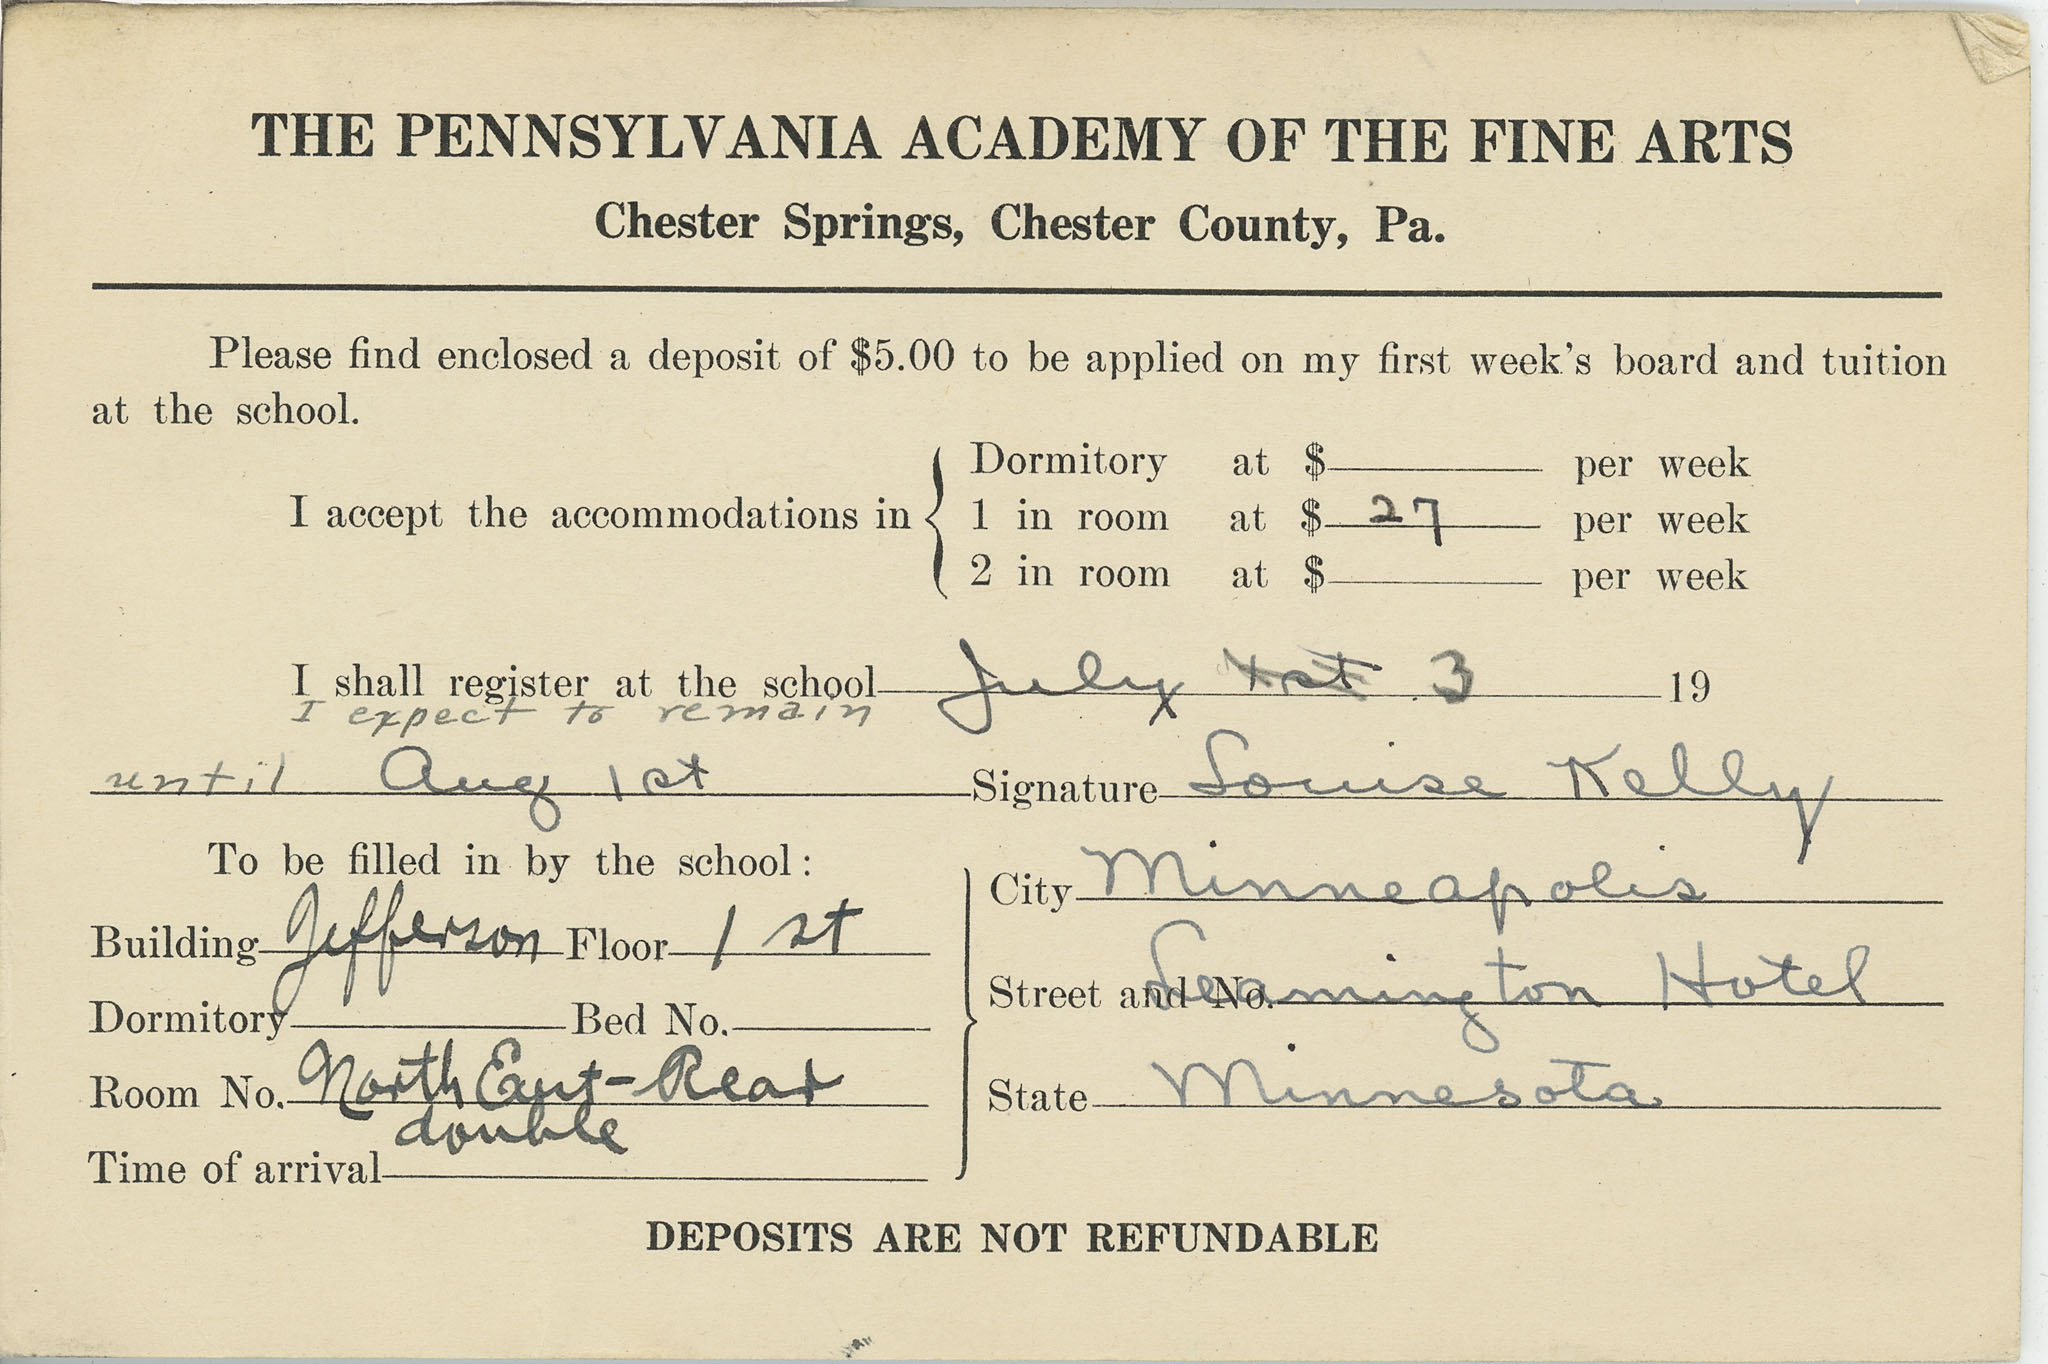 THE PENNSYLVANIA ACADEMY OF THE FINE ARTS
Chester Springs, Chester County, Pa.
Please find enclosed a deposit of $5.00 to be applied on my first week's board and tuition
at the school.
Dormitory at $ per week
I accept the accommodations in 1 in room at $ 27 per week
2 in room at $ per week
I shall register at the school July 1st 3 19
I expect to remain
until Aug 1st Signature Louise Kelly
To be filled in by the school:
City Minneapolis
Building Jefferson Floor 1st
Street and No. Leamington Hotel
Dormitory Bed No.
Room No. North East-Rear
State Minnesota
double
Time of arrival
DEPOSITS ARE NOT REFUNDABLE